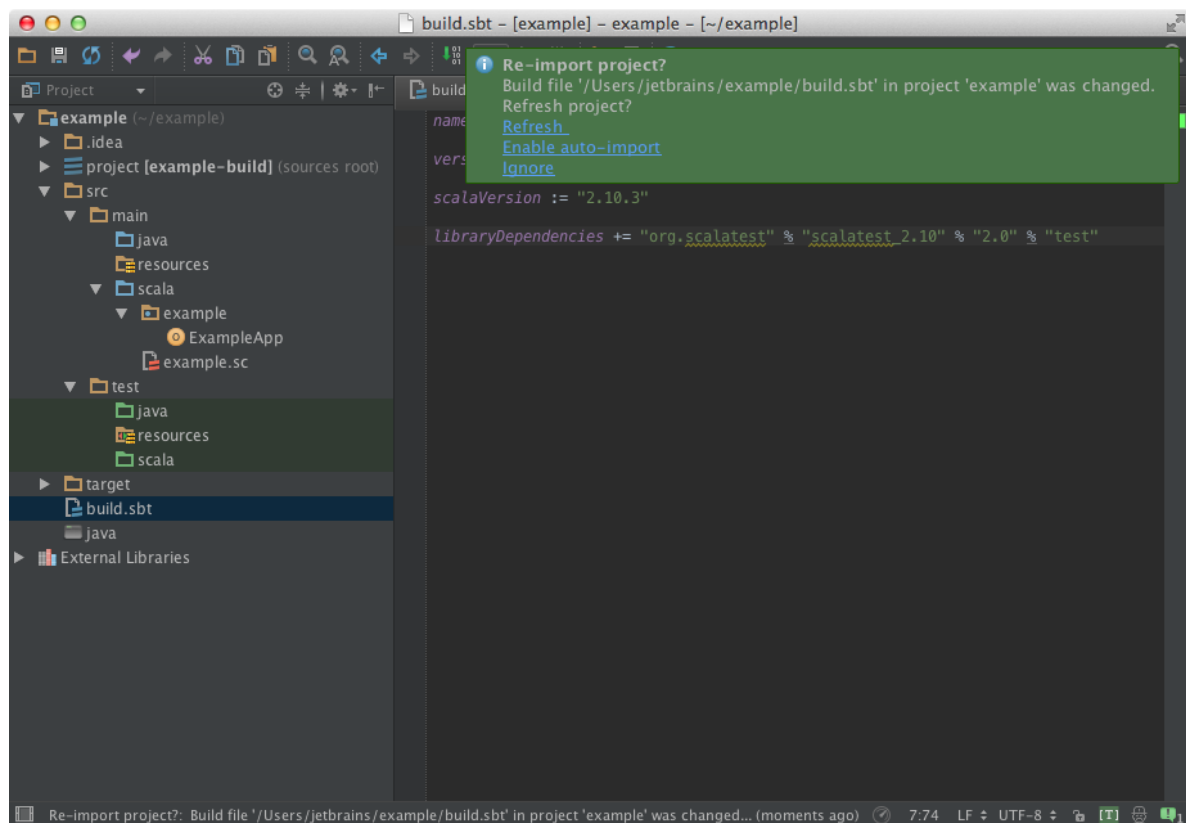 build.sbt - [example] - example - [~/example]
Re-import project?
Build file '/Users/jetbrains/example/build.sbt' in project 'example' was changed.
Refresh project?
Refresh
Enable auto-import
Ignore
Project
build
example (~/example)
.idea
project [example-build] (sources root)
src
main
java
resources
scala
example
ExampleApp
example.sc
test
java
resources
scala
target
build.sbt
java
External Libraries
name
vers
scalaVersion := "2.10.3"
libraryDependencies += "org.scalatest" % "scalatest_2.10" % "2.0" % "test"
Re-import project?: Build file '/Users/jetbrains/example/build.sbt' in project 'example' was changed... (moments ago) 7:74 LF UTF-8 [T] 1